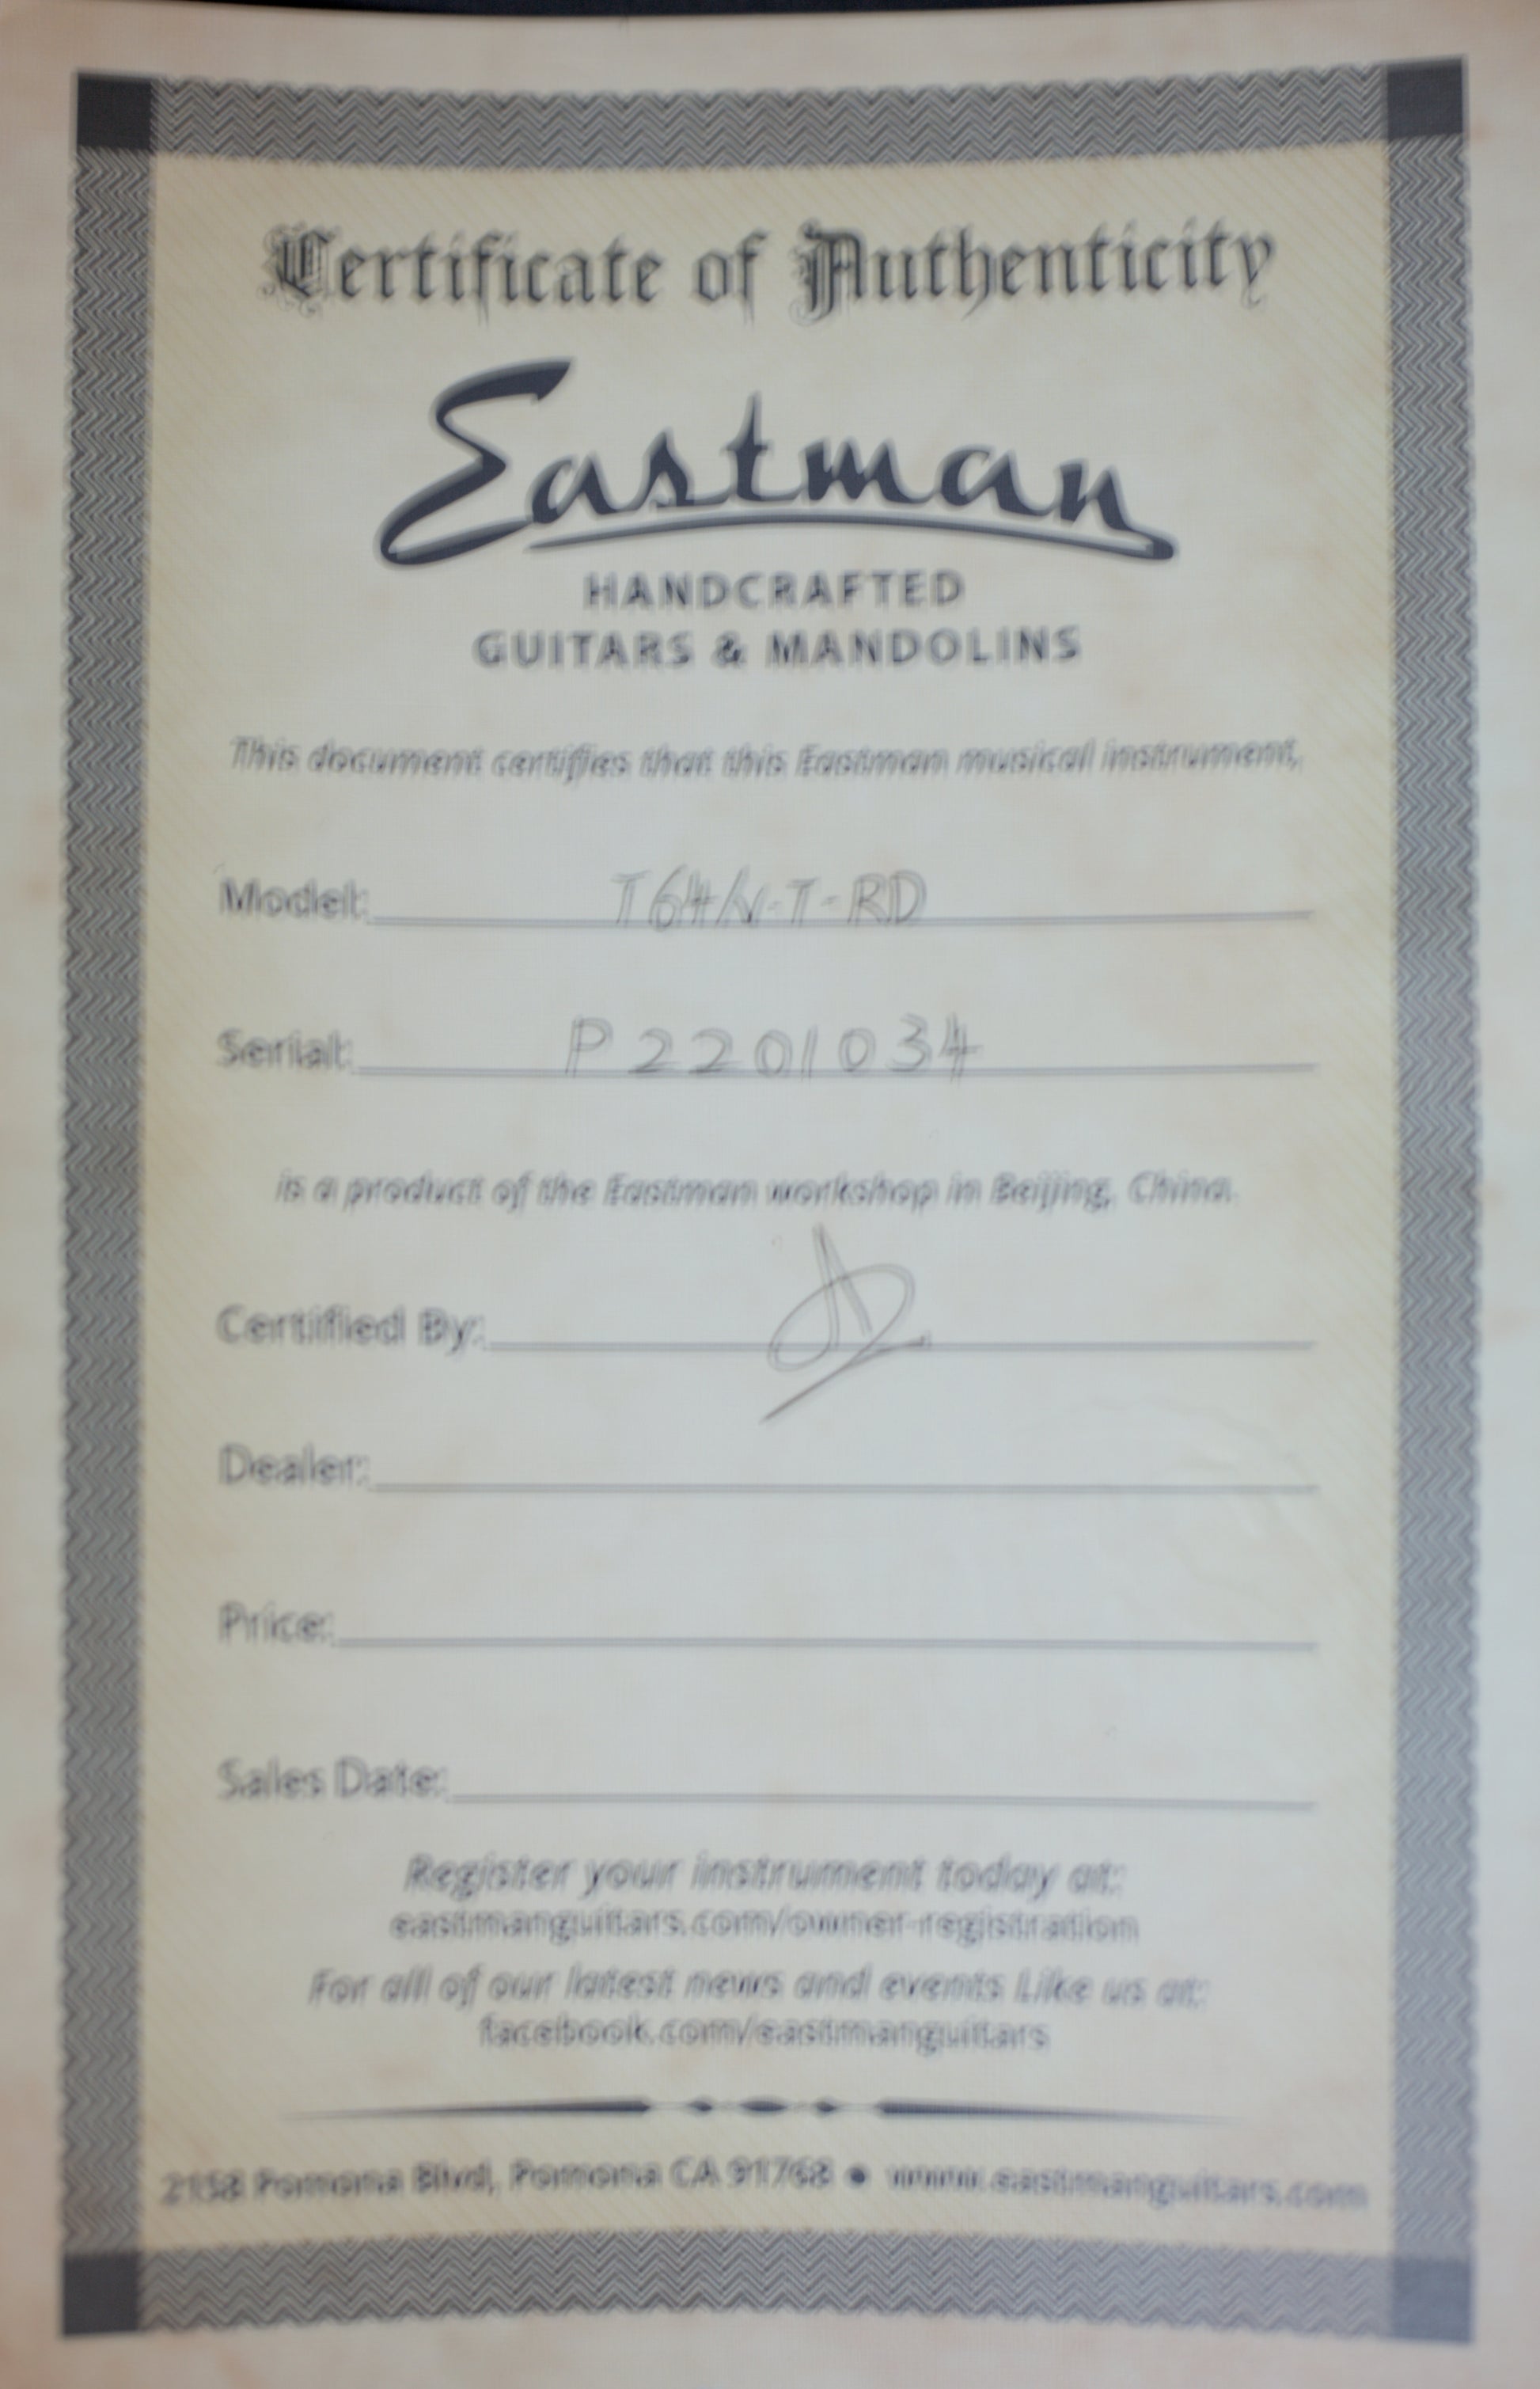 Certificate of Authenticity
Eastman
HANDCRAFTED
GUITARS & MANDOLINS
This document certifies that this Eastman musical instrument,
Model: T64/v-T-RD
Serial: P2201034
is a product of the Eastman workshop in Beijing, China.
Certified By:
Dealer:
Price:
Sales Date:
Register your instrument today at:
eastmanguitars.com/owner-registration
For all of our latest news and events Like us at:
facebook.com/eastmanguitars
2158 Pomona Blvd, Pomona CA 91768 • www.eastmanguitars.com